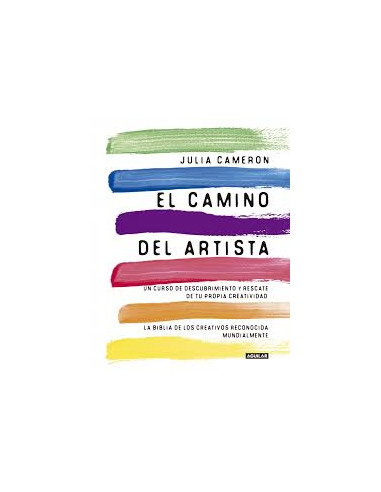 JULIA CAMERON
EL CAMINO
DEL ARTISTA
UN CURSO DE DESCUBRIMIENTO Y RESCATE
DE TU PROPIA CREATIVIDAD
LA BIBLIA DE LOS CREATIVOS RECONOCIDA
MUNDIALMENTE
AGUILAR